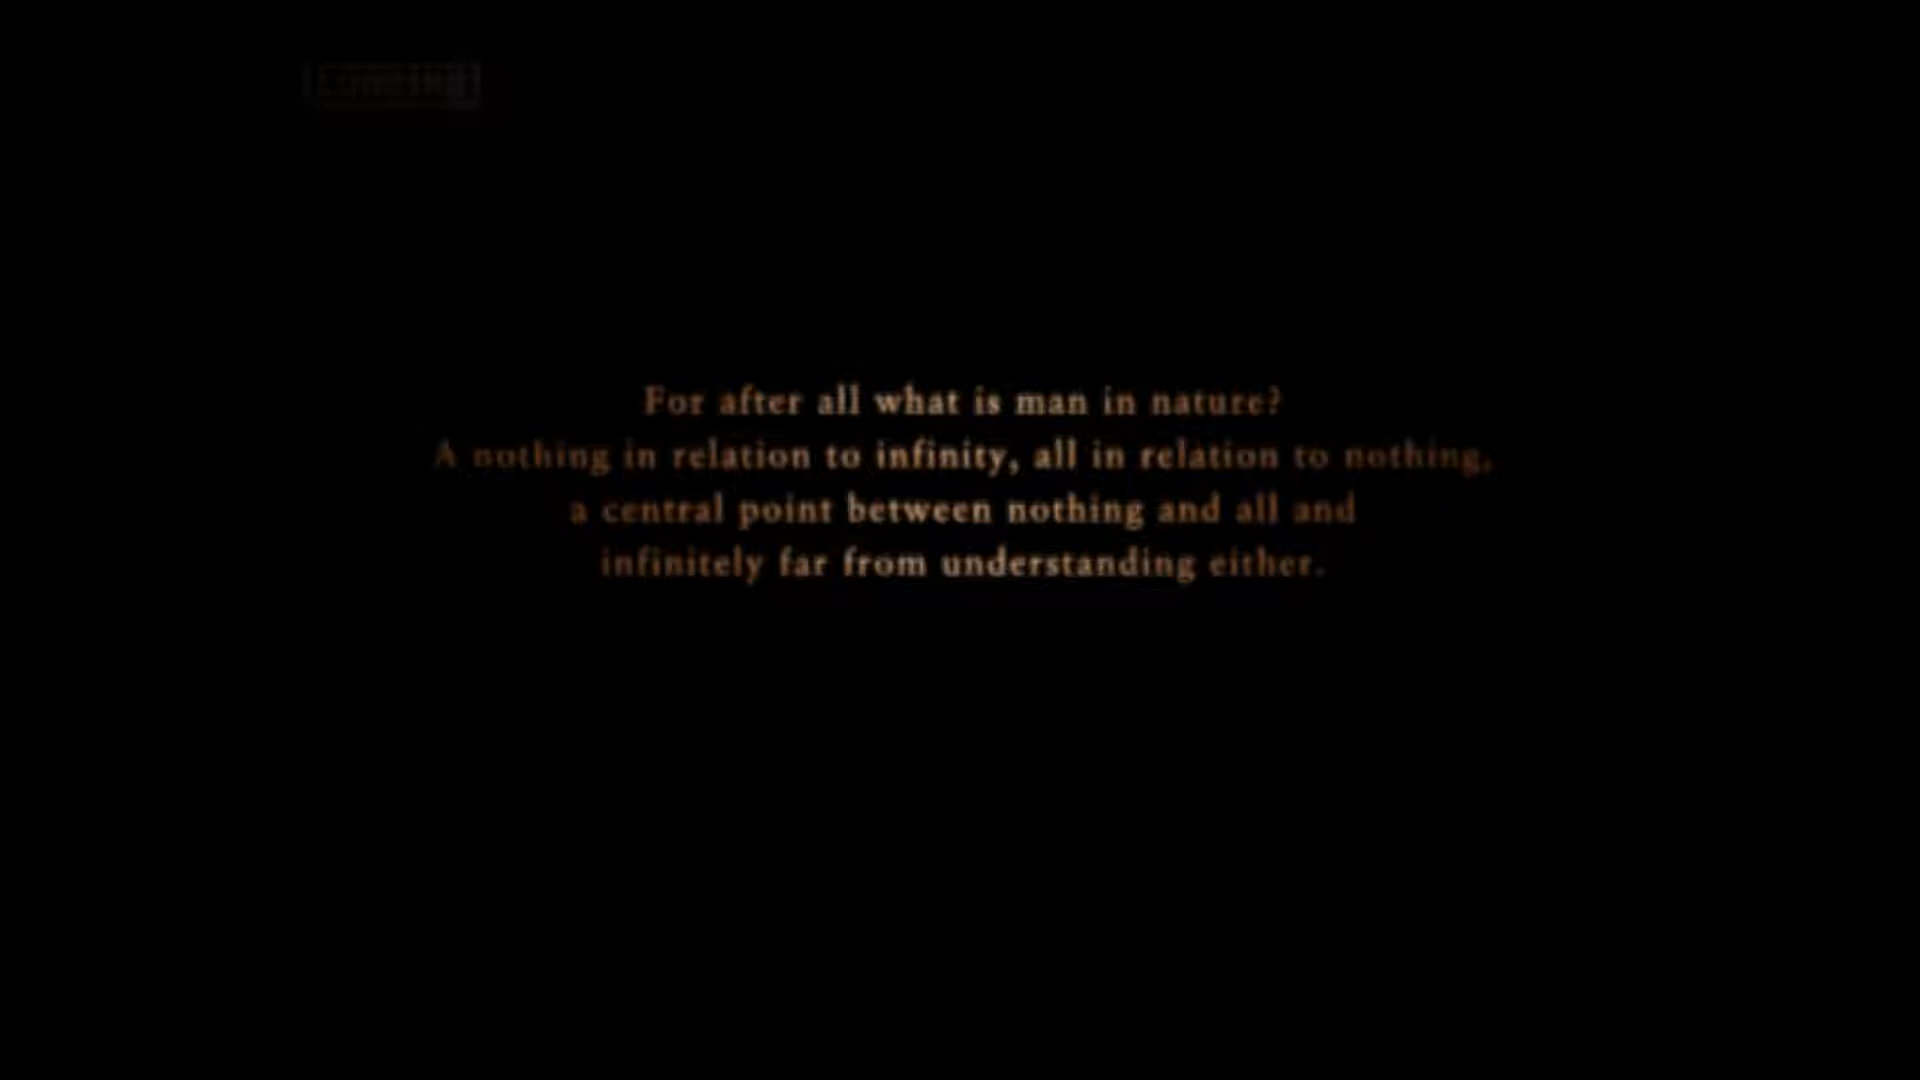 For after all what is man in nature?
A nothing in relation to infinity, all in relation to nothing,
a central point between nothing and all and
infinitely far from understanding either.